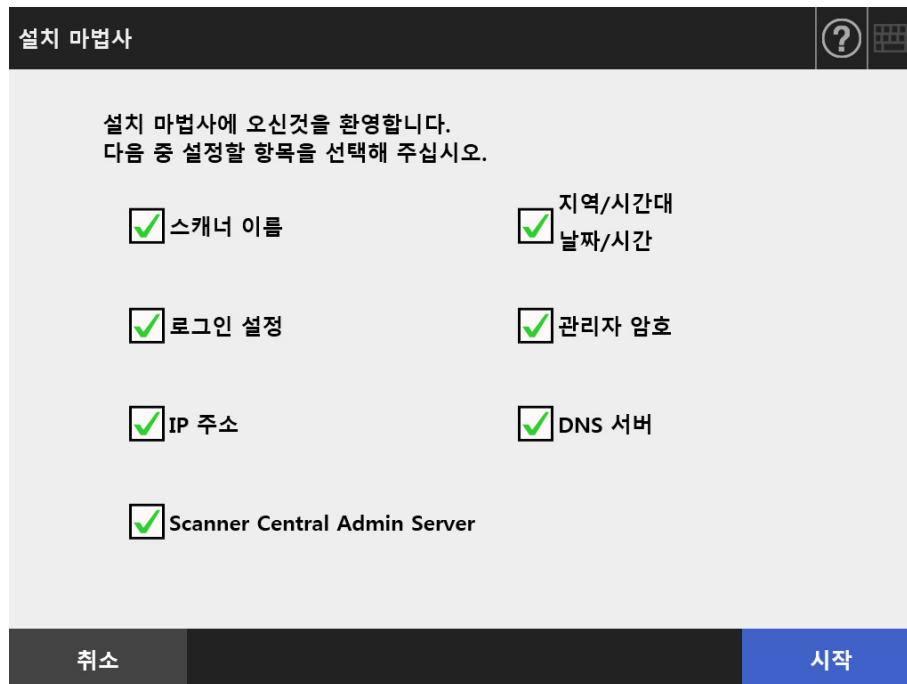 설치 마법사
설치 마법사에 오신것을 환영합니다.
다음 중 설정할 항목을 선택해 주십시오.
스캐너 이름
지역/시간대
날짜/시간
로그인 설정
관리자 암호
IP 주소
DNS 서버
Scanner Central Admin Server
취소
시작